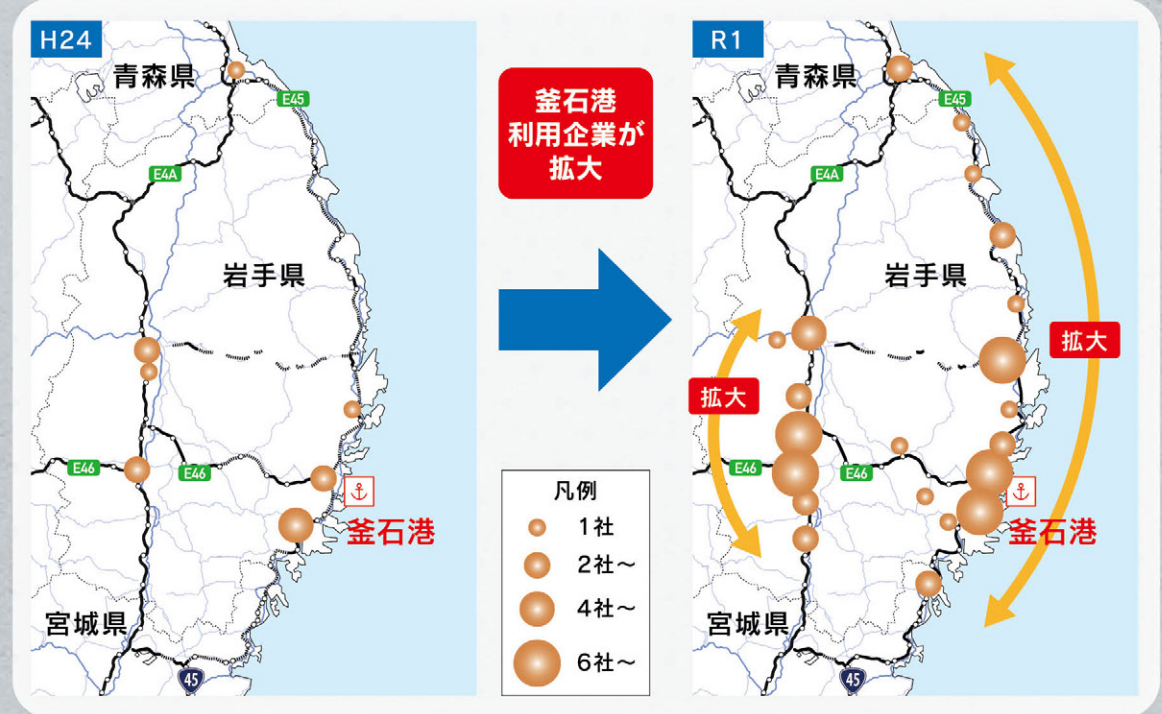 H24
青森県
E45
E4A
岩手県
E46
E46
釜石港
宮城県
45
釜石港
利用企業が
拡大
凡例
1社
2社～
4社～
6社～
R1
青森県
E45
E4A
岩手県
拡大
拡大
E46
E46
釜石港
宮城県
45